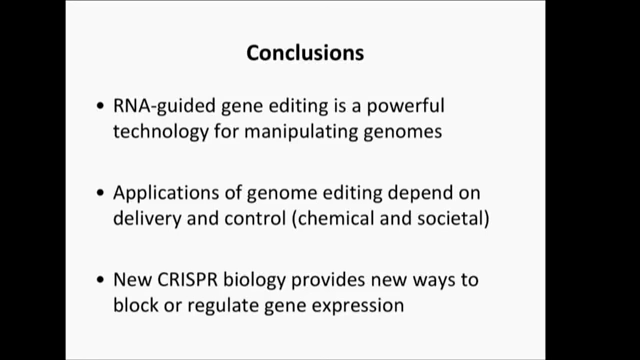 Conclusions
• RNA-guided gene editing is a powerful
technology for manipulating genomes
• Applications of genome editing depend on
delivery and control (chemical and societal)
• New CRISPR biology provides new ways to
block or regulate gene expression